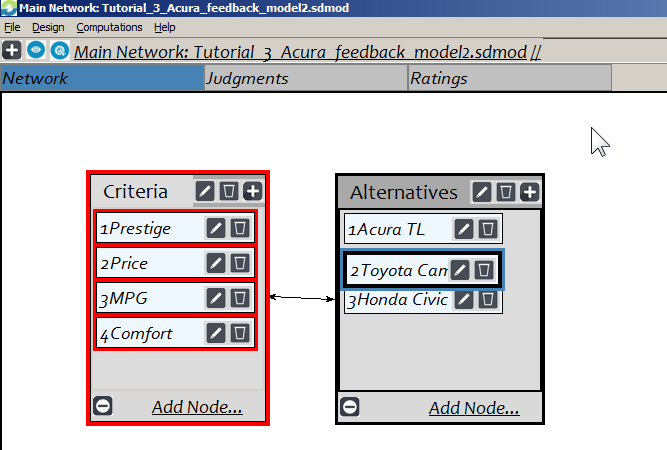 Main Network: Tutorial_3_Acura_feedback_model2.sdmod
File Design Computations Help
Main Network: Tutorial_3_Acura_feedback_model2.sdmod //
Network Judgments Ratings
Criteria
1Prestige
2Price
3MPG
4Comfort
Add Node...
Alternatives
1Acura TL
2Toyota Cam
3Honda Civic
Add Node...